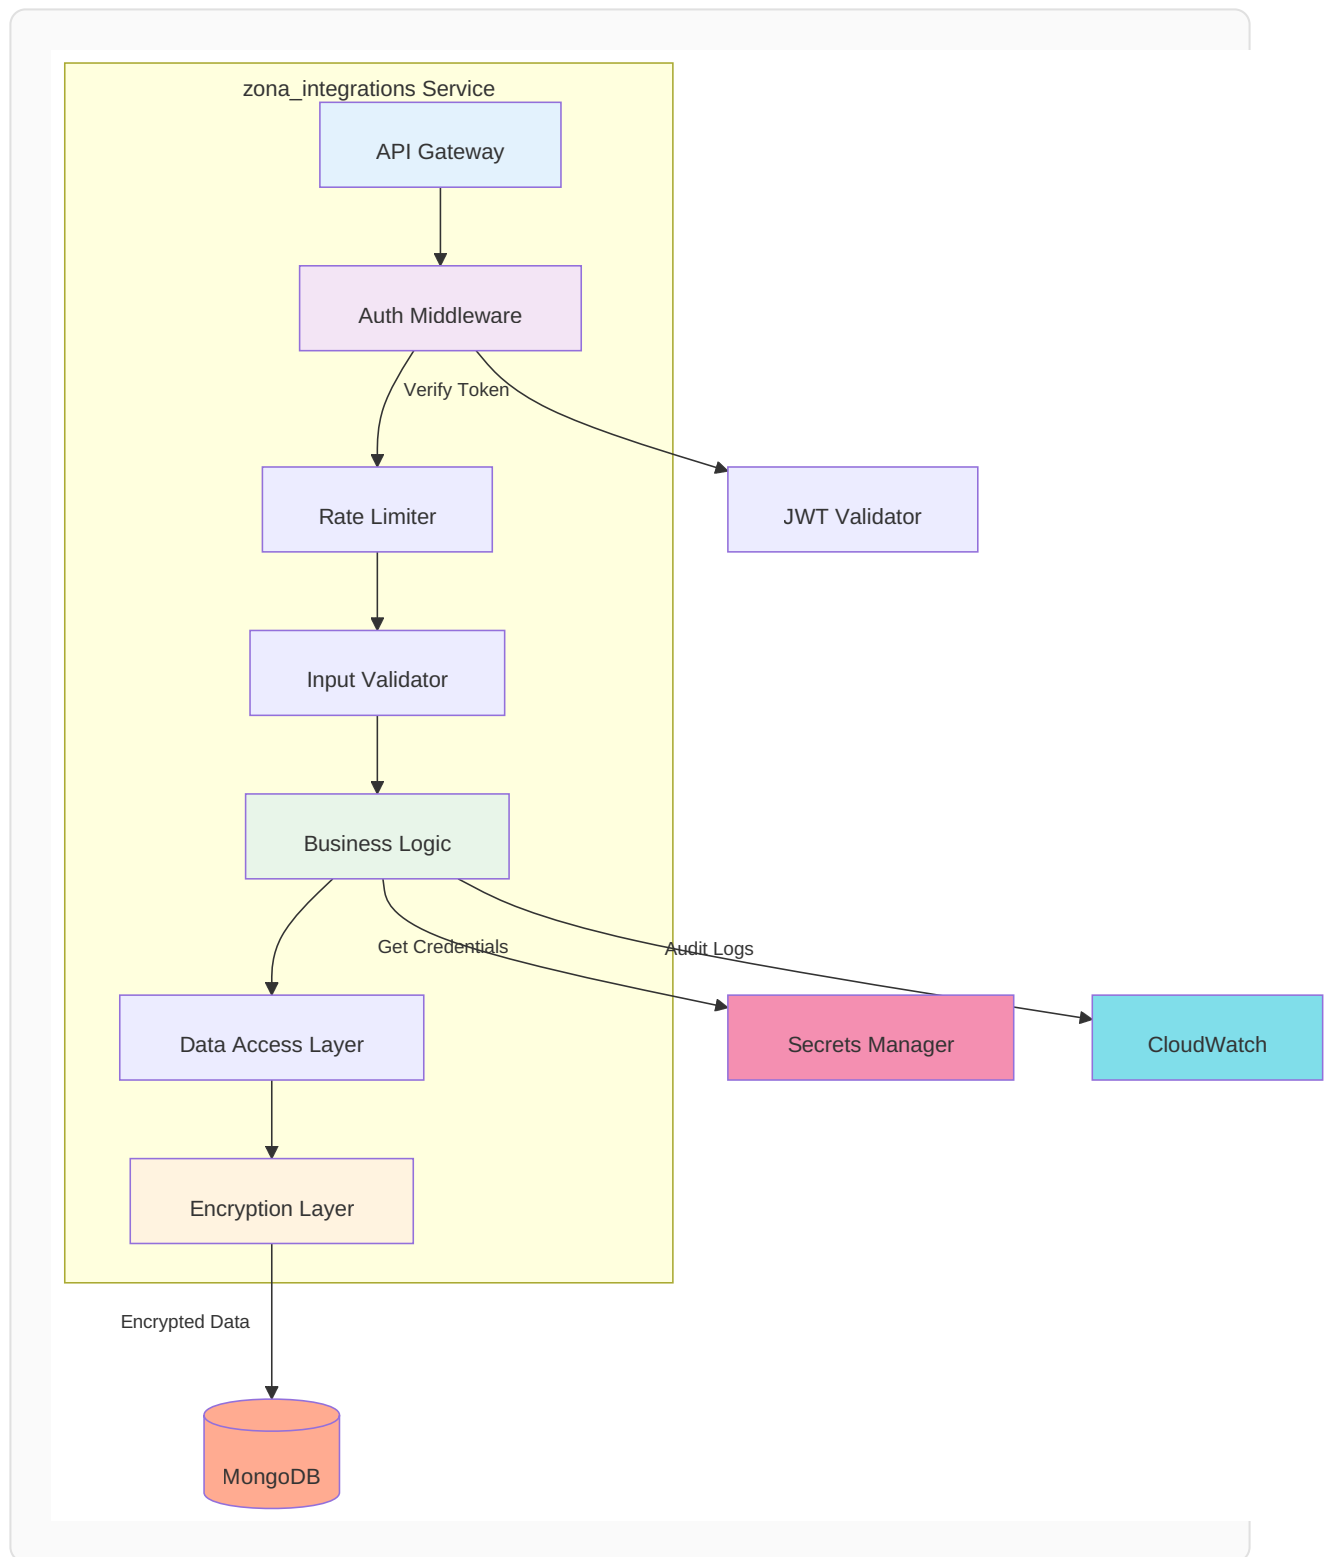 zona_integrations Service
API Gateway
Auth Middleware
Verify Token
Rate Limiter
JWT Validator
Input Validator
Business Logic
Get Credentials
Audit Logs
Data Access Layer
Secrets Manager
CloudWatch
Encryption Layer
Encrypted Data
MongoDB